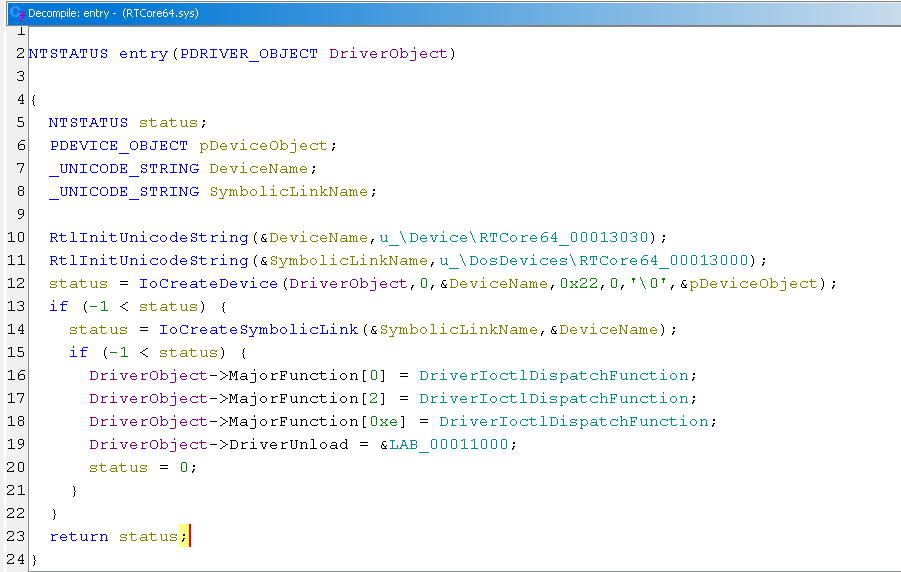 Decompile: entry - (RTCore64.sys)
1
2 NTSTATUS entry(PDRIVER_OBJECT DriverObject)
3
4 {
5 NTSTATUS status;
6 PDEVICE_OBJECT pDeviceObject;
7 _UNICODE_STRING DeviceName;
8 _UNICODE_STRING SymbolicLinkName;
9
10 RtlInitUnicodeString(&DeviceName,u_\Device\RTCore64_00013030);
11 RtlInitUnicodeString(&SymbolicLinkName,u_\DosDevices\RTCore64_00013000);
12 status = IoCreateDevice(DriverObject,0,&DeviceName,0x22,0,'\0',&pDeviceObject);
13 if (-1 < status) {
14 status = IoCreateSymbolicLink(&SymbolicLinkName,&DeviceName);
15 if (-1 < status) {
16 DriverObject->MajorFunction[0] = DriverIoctlDispatchFunction;
17 DriverObject->MajorFunction[2] = DriverIoctlDispatchFunction;
18 DriverObject->MajorFunction[0xe] = DriverIoctlDispatchFunction;
19 DriverObject->DriverUnload = &LAB_00011000;
20 status = 0;
21 }
22 }
23 return status;
24 }